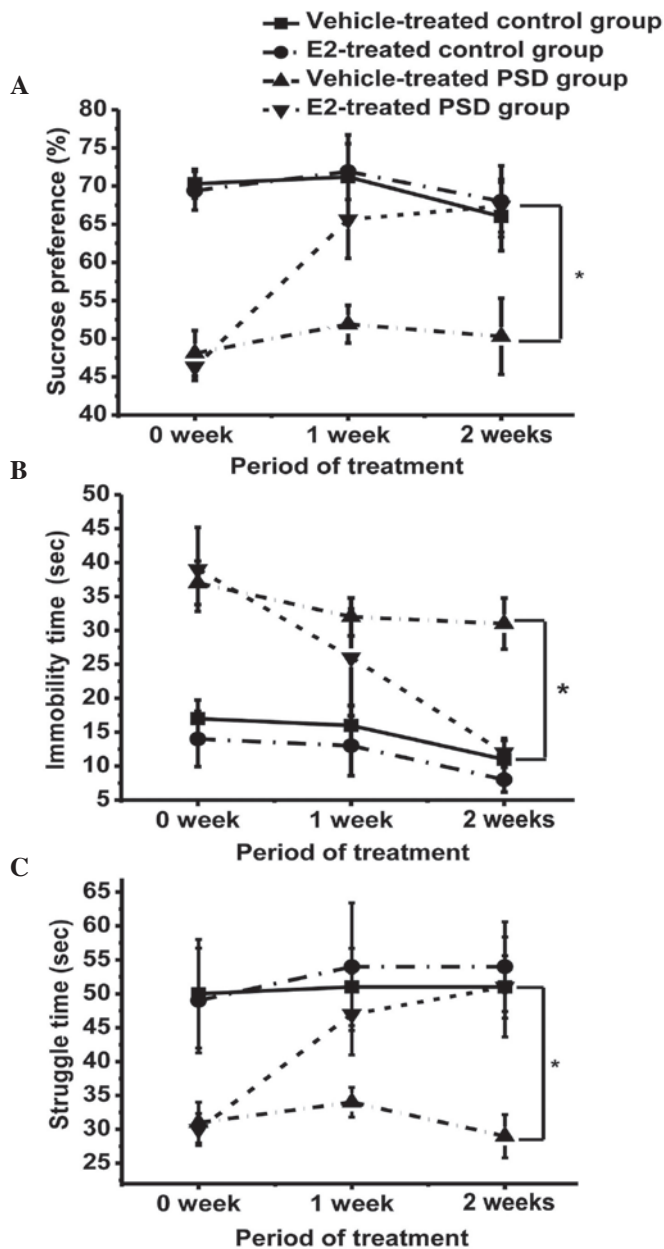 Vehicle-treated control group
E2-treated control group
Vehicle-treated PSD group
E2-treated PSD group
A
Sucrose preference (%)
80
75
70
65
60
55
50
45
40
*
0 week 1 week 2 weeks
Period of treatment
B
Immobility time (sec)
50
45
40
35
30
25
20
15
10
5
*
0 week 1 week 2 weeks
Period of treatment
C
Struggle time (sec)
65
60
55
50
45
40
35
30
25
*
0 week 1 week 2 weeks
Period of treatment